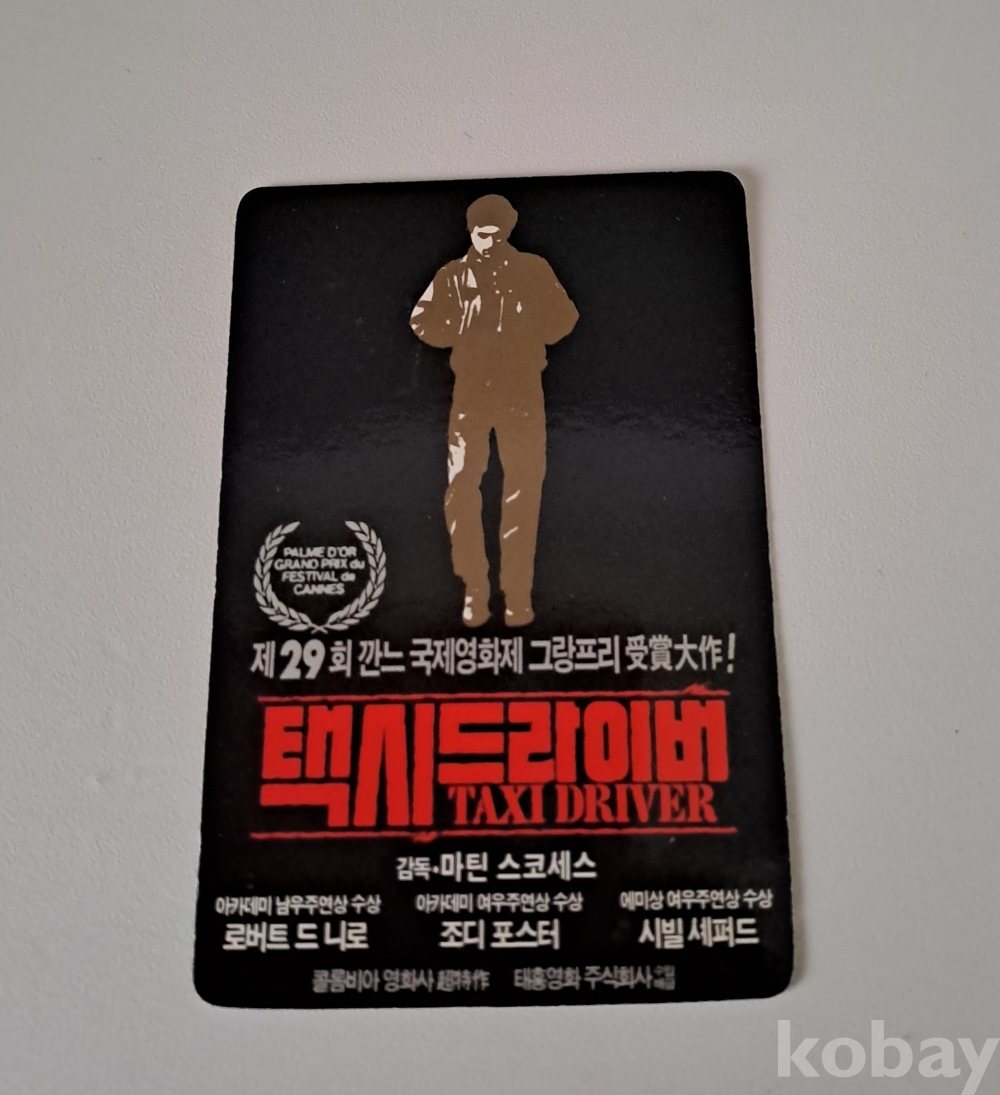 PALME D'OR
GRAND PRIX du
FESTIVAL de
CANNES
제29회 깐느 국제영화제 그랑프리 受賞大作!
택시드라이버
TAXI DRIVER
감독·마틴 스코세스
아카데미 남우주연상 수상 아카데미 여우주연상 수상 에미상 여우주연상 수상
로버트 드 니로 조디 포스터 시빌 세퍼드
콜롬비아 영화사 超特作 태흥영화 주식회사 수입 배급
kobay